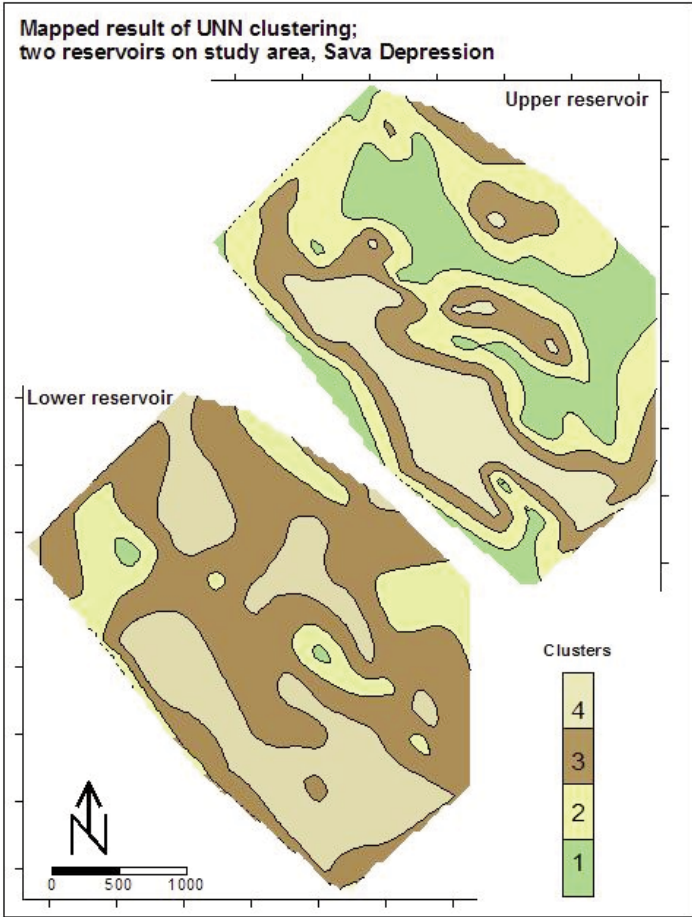 Mapped result of UNN clustering;
two reservoirs on study area, Sava Depression
Upper reservoir
Lower reservoir
Clusters
4
3
2
1
N
0 500 1000